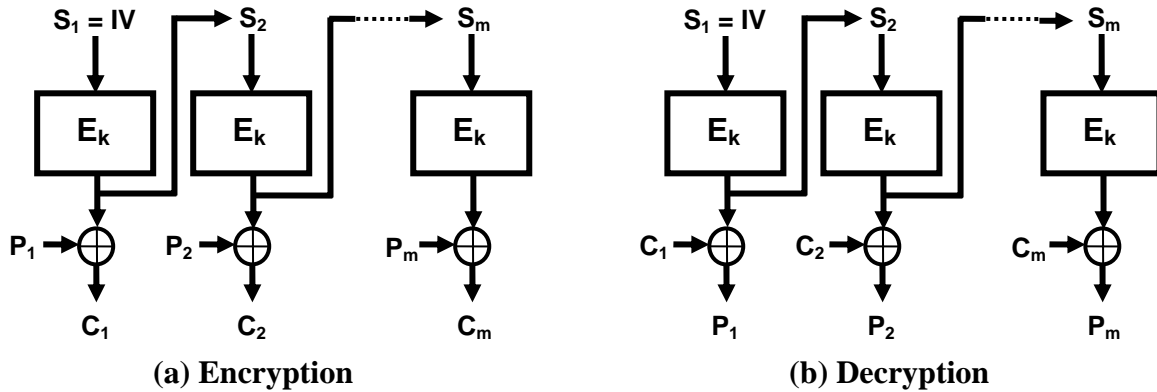 S₁ = IV S₂ Sₘ S₁ = IV S₂ Sₘ
Eₖ Eₖ Eₖ Eₖ Eₖ Eₖ
P₁ P₂ Pₘ C₁ C₂ Cₘ
C₁ C₂ Cₘ P₁ P₂ Pₘ
(a) Encryption (b) Decryption